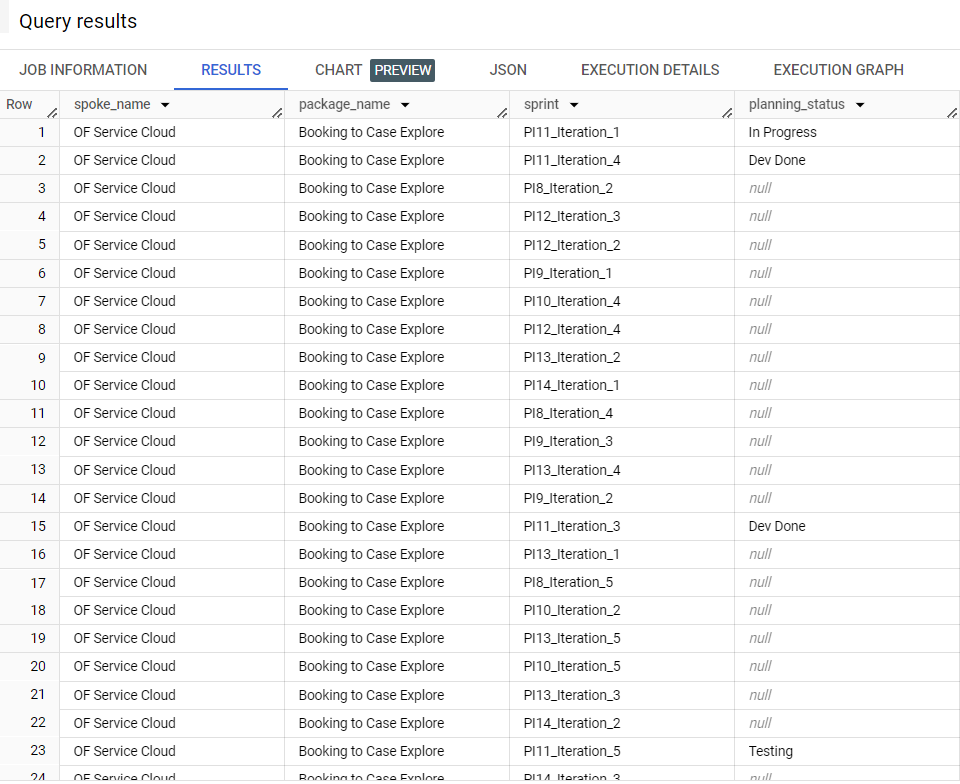 Query results
JOB INFORMATION RESULTS CHART PREVIEW JSON EXECUTION DETAILS EXECUTION GRAPH
Row spoke_name package_name sprint planning_status
1 OF Service Cloud Booking to Case Explore PI11_Iteration_1 In Progress
2 OF Service Cloud Booking to Case Explore PI11_Iteration_4 Dev Done
3 OF Service Cloud Booking to Case Explore PI8_Iteration_2 null
4 OF Service Cloud Booking to Case Explore PI12_Iteration_3 null
5 OF Service Cloud Booking to Case Explore PI12_Iteration_2 null
6 OF Service Cloud Booking to Case Explore PI9_Iteration_1 null
7 OF Service Cloud Booking to Case Explore PI10_Iteration_4 null
8 OF Service Cloud Booking to Case Explore PI12_Iteration_4 null
9 OF Service Cloud Booking to Case Explore PI13_Iteration_2 null
10 OF Service Cloud Booking to Case Explore PI14_Iteration_1 null
11 OF Service Cloud Booking to Case Explore PI8_Iteration_4 null
12 OF Service Cloud Booking to Case Explore PI9_Iteration_3 null
13 OF Service Cloud Booking to Case Explore PI13_Iteration_4 null
14 OF Service Cloud Booking to Case Explore PI9_Iteration_2 null
15 OF Service Cloud Booking to Case Explore PI11_Iteration_3 Dev Done
16 OF Service Cloud Booking to Case Explore PI13_Iteration_1 null
17 OF Service Cloud Booking to Case Explore PI8_Iteration_5 null
18 OF Service Cloud Booking to Case Explore PI10_Iteration_2 null
19 OF Service Cloud Booking to Case Explore PI13_Iteration_5 null
20 OF Service Cloud Booking to Case Explore PI10_Iteration_5 null
21 OF Service Cloud Booking to Case Explore PI13_Iteration_3 null
22 OF Service Cloud Booking to Case Explore PI14_Iteration_2 null
23 OF Service Cloud Booking to Case Explore PI11_Iteration_5 Testing
24 OF Service Cloud Booking to Case Explore PI14_Iteration_3 null